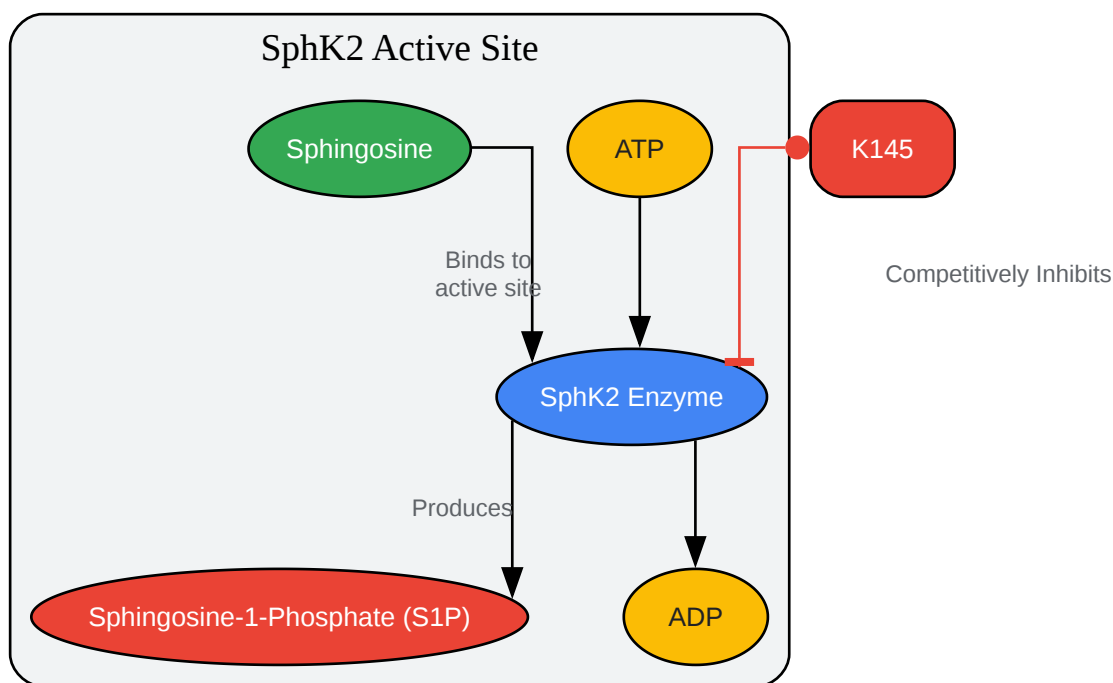 SphK2 Active Site
Sphingosine
ATP
K145
Binds to
active site
Competitively Inhibits
SphK2 Enzyme
Produces
Sphingosine-1-Phosphate (S1P)
ADP